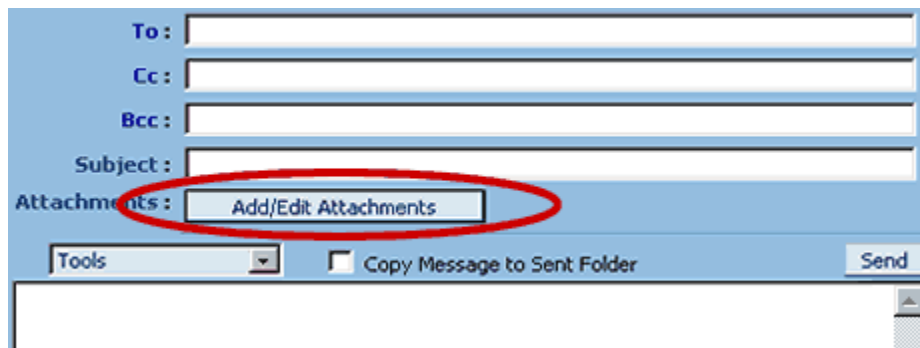 To :
Cc :
Bcc :
Subject :
Attachments : Add/Edit Attachments
Tools Copy Message to Sent Folder Send